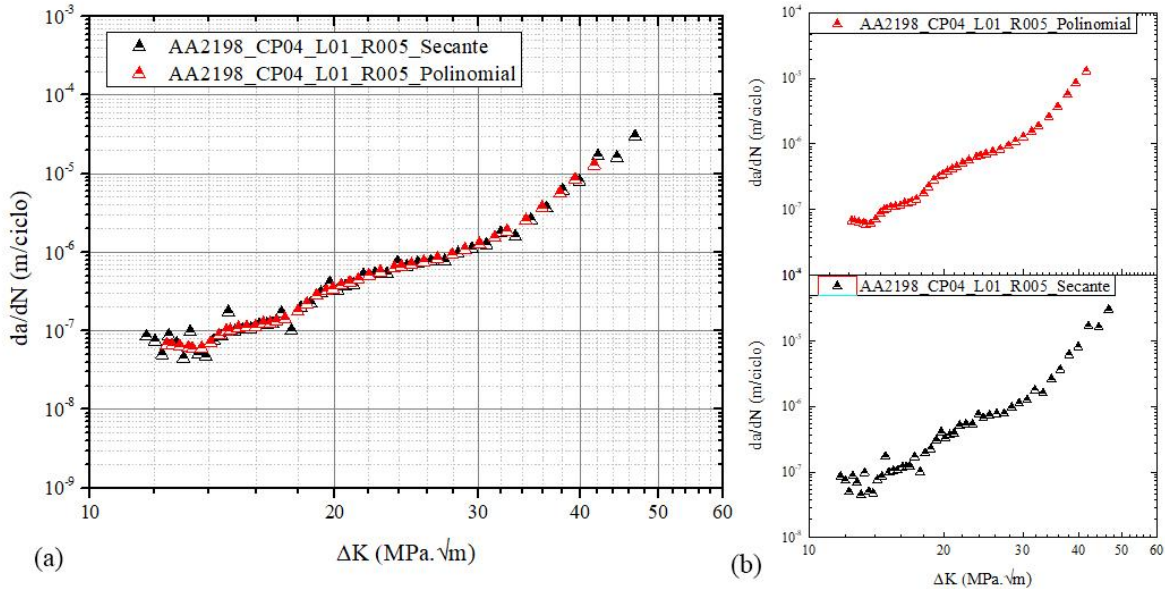 10⁻³
10⁻⁴
10⁻⁵
10⁻⁶
10⁻⁷
10⁻⁸
10⁻⁹
da/dN (m/ciclo)
AA2198_CP04_L01_R005_Secante
AA2198_CP04_L01_R005_Polinomial
10 20 30 40 50 60
ΔK (MPa.√m)
(a)
10⁻⁴
10⁻⁵
10⁻⁶
10⁻⁷
10⁻⁸
da/dN (m/ciclo)
AA2198_CP04_L01_R005_Polinomial
AA2198_CP04_L01_R005_Secante
10⁻⁵
10⁻⁶
10⁻⁷
10⁻⁸
da/dN (m/ciclo)
10 20 30 40 50 60
ΔK (MPa.√m)
(b)